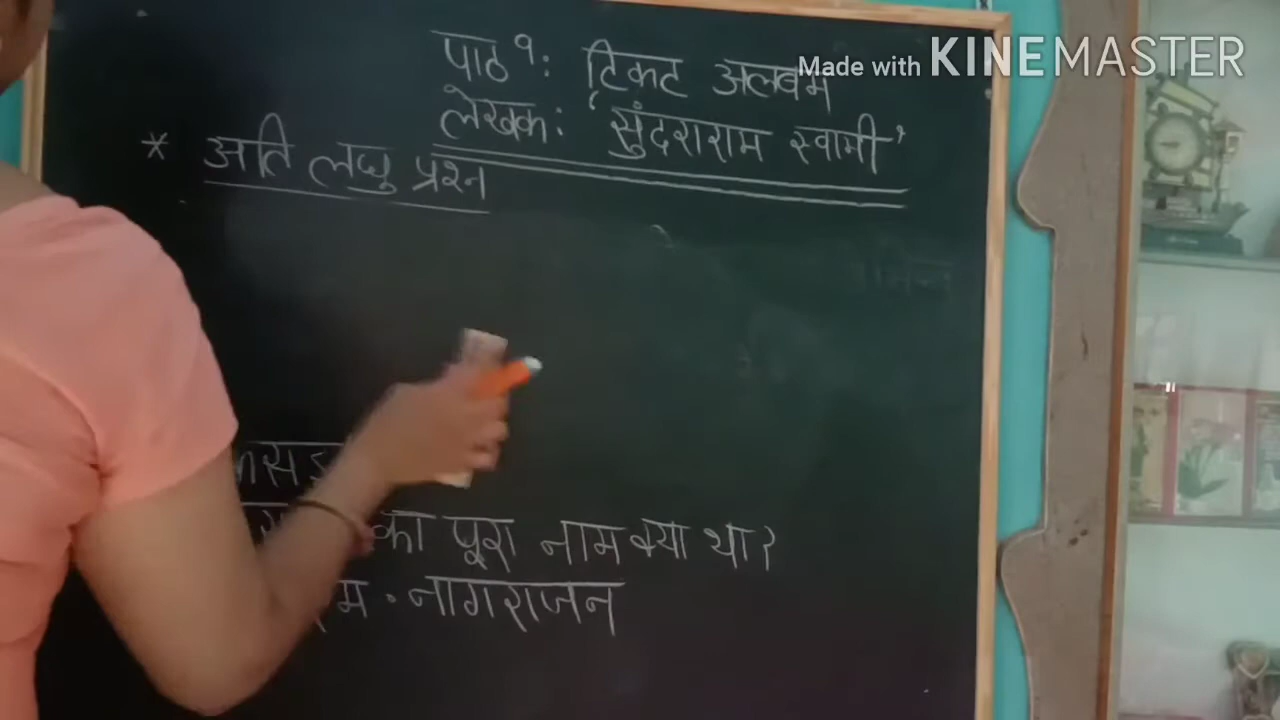 Made with KINEMASTER
पाठ १: टिकट अलबम
लेखक: 'सुंदराराम स्वामी'
* अति लघु प्रश्न
का पूरा नाम क्या था?
नागराजन